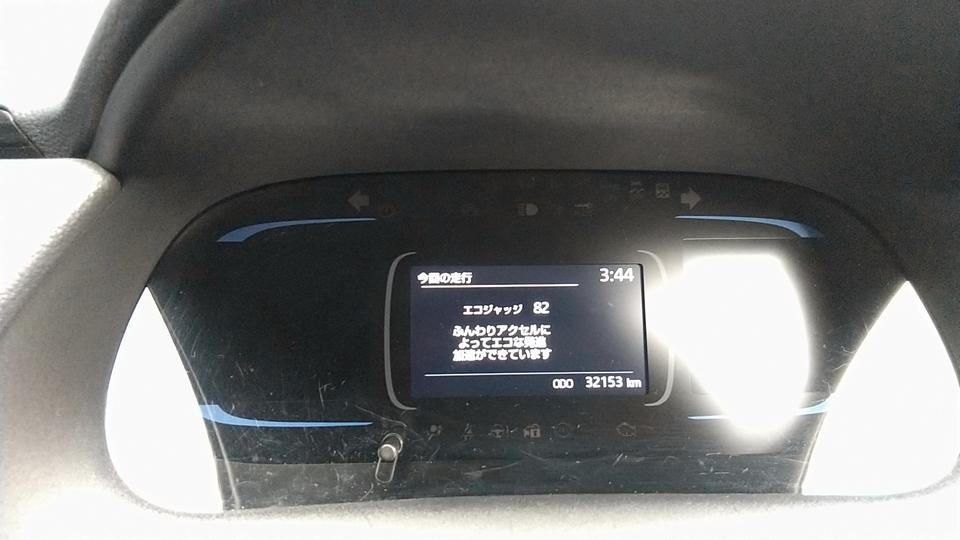 今回の走行 3:44
エコジャッジ 82
ふんわりアクセルに
よってエコな発進
加速ができています
ODO 32153 km